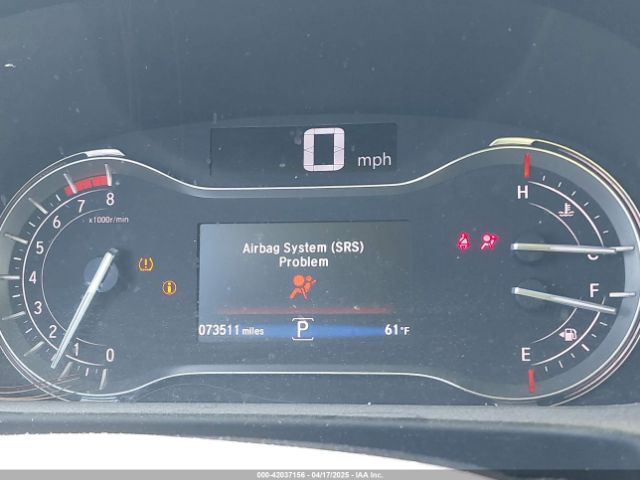 0 mph
8
7
6
5
4
3
2
1
0
x1000r/min
Airbag System (SRS)
Problem
073511 miles P 61°F
H
C
F
E
000-42037156 - 04/17/2025 - IAA Inc.